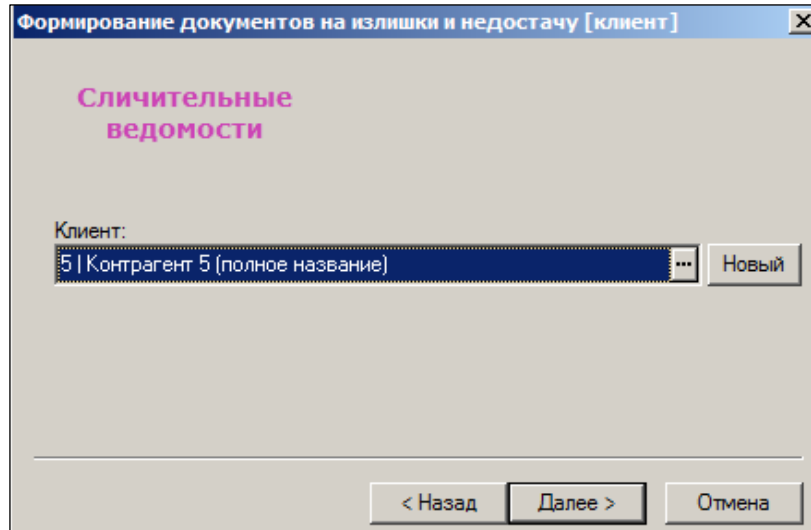 Формирование документов на излишки и недостачу [клиент]
Сличительные
ведомости
Клиент:
5 | Контрагент 5 (полное название) ... Новый
< Назад Далее > Отмена